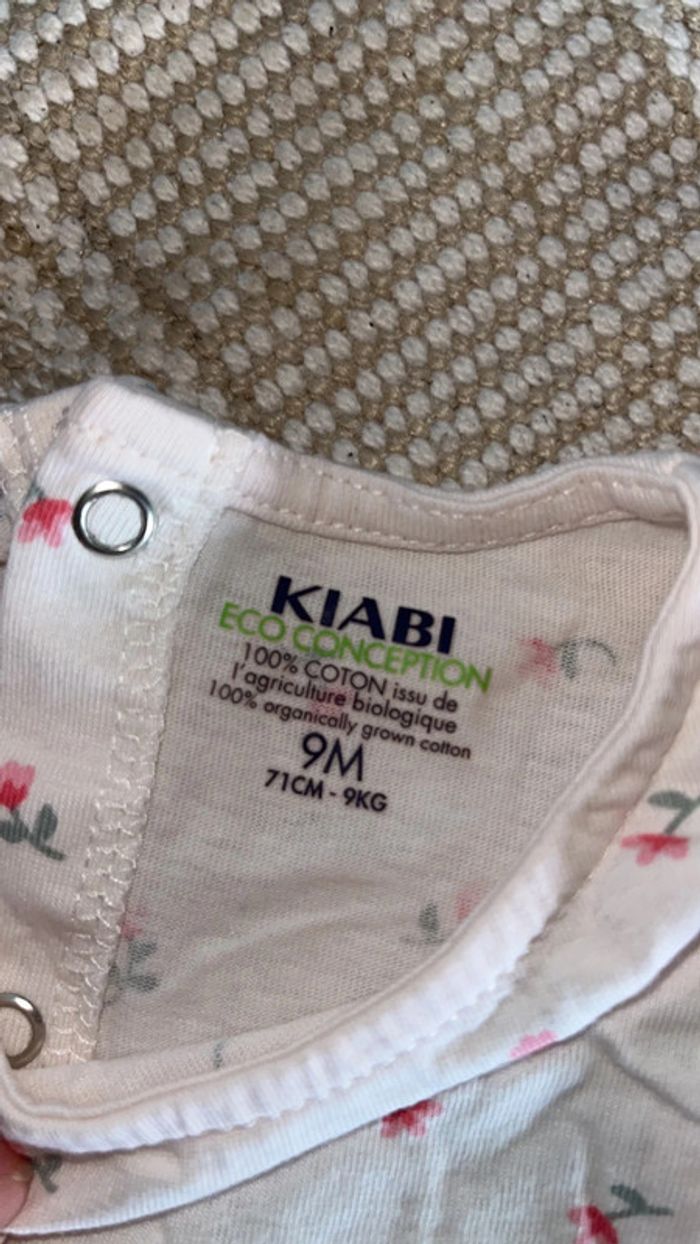 KIABI
ECO CONCEPTION
100% COTON issu de
l'agriculture biologique
100% organically grown cotton
9M
71CM - 9KG